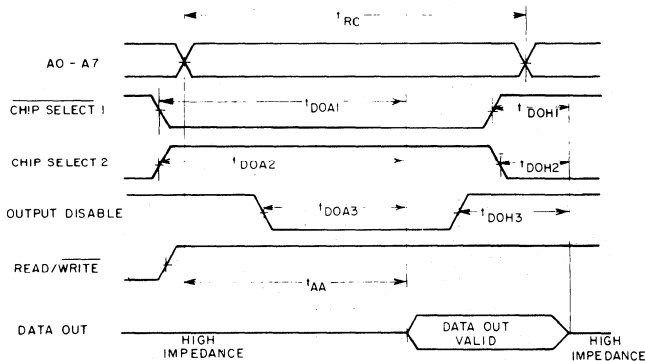 tRC
A0 - A7
CHIP SELECT 1
tDOA1
tDOH1
CHIP SELECT 2
tDOA2
tDOH2
OUTPUT DISABLE
tDOA3
tDOH3
READ/WRITE
tAA
DATA OUT
HIGH
IMPEDANCE
DATA OUT
VALID
HIGH
IMPEDANCE